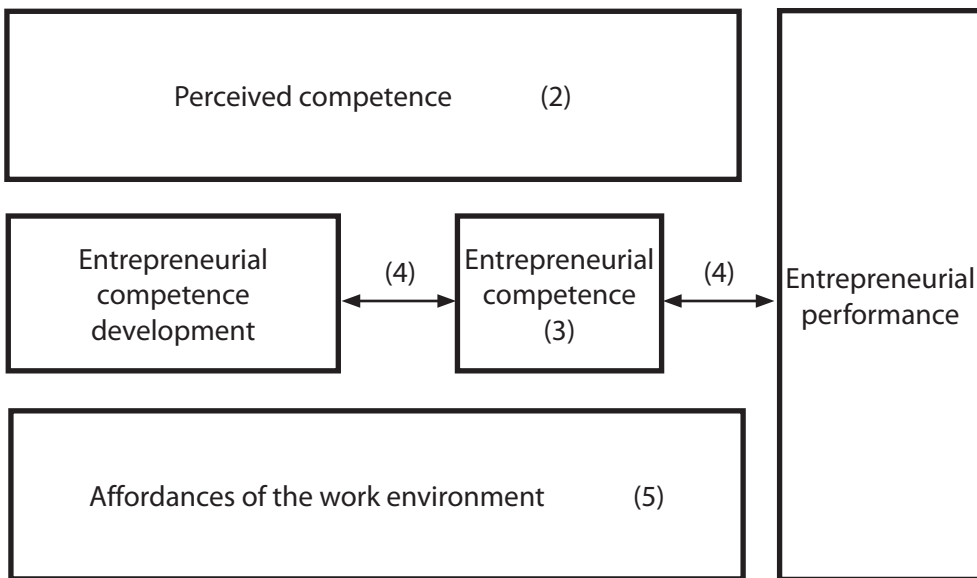 Perceived competence (2)
Entrepreneurial
competence
development
(4)
Entrepreneurial
competence
(3)
(4)
Entrepreneurial
performance
Affordances of the work environment (5)